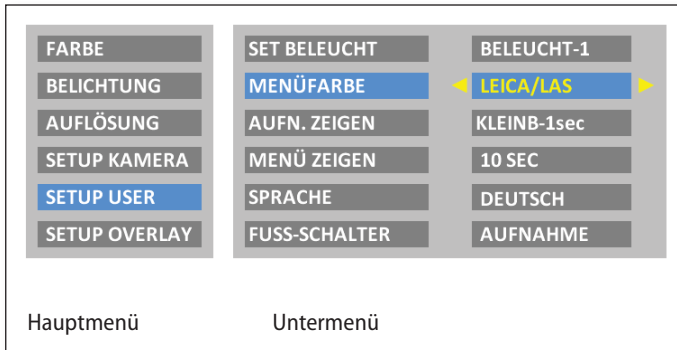 FARBE SET BELEUCHT BELEUCHT-1
BELICHTUNG MENÜFARBE LEICA/LAS
AUFLÖSUNG AUFN. ZEIGEN KLEINB-1sec
SETUP KAMERA MENÜ ZEIGEN 10 SEC
SETUP USER SPRACHE DEUTSCH
SETUP OVERLAY FUSS-SCHALTER AUFNAHME
Hauptmenü Untermenü